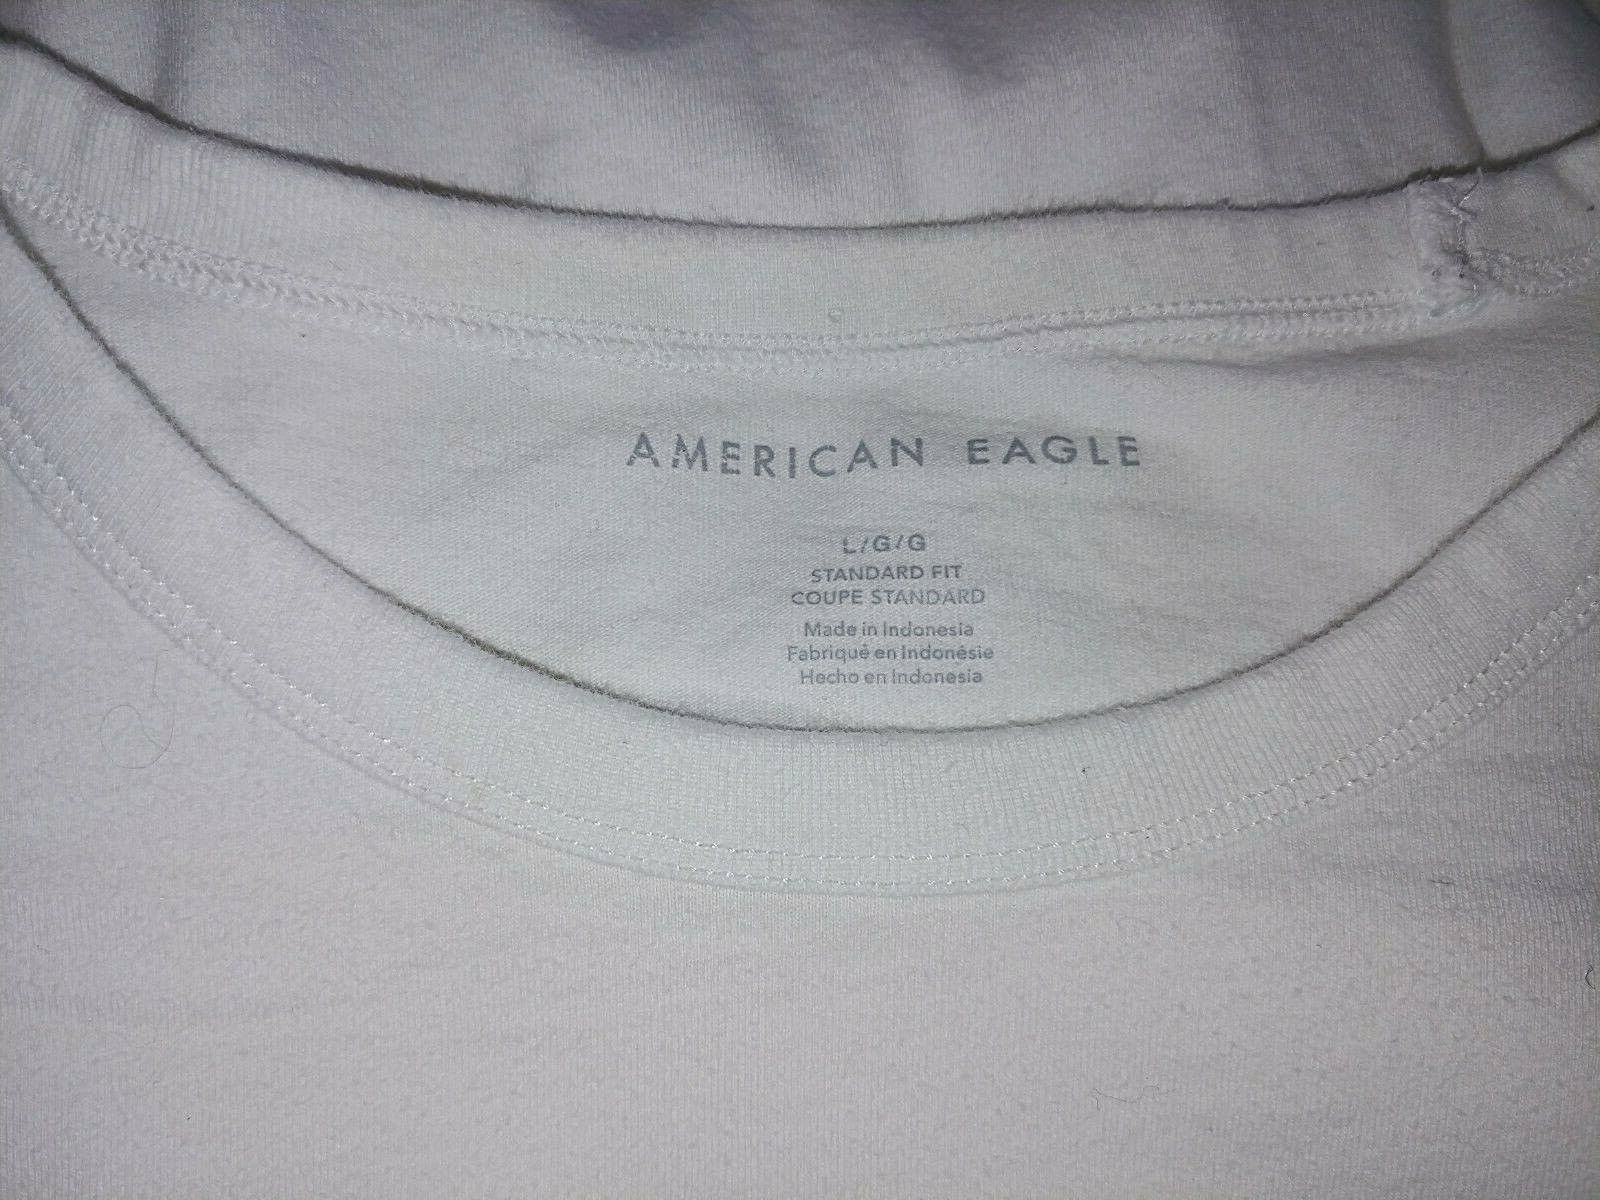 AMERICAN EAGLE
L/G/G
STANDARD FIT
COUPE STANDARD
Made in Indonesia
Fabriqué en Indonésie
Hecho en Indonesia